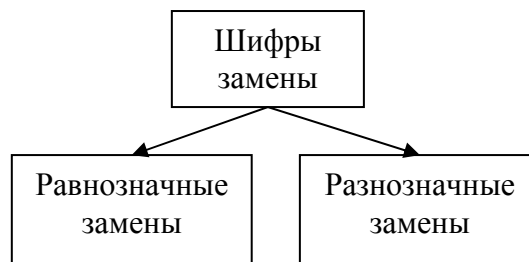 Шифры
замены
Равнозначные
замены
Разнозначные
замены